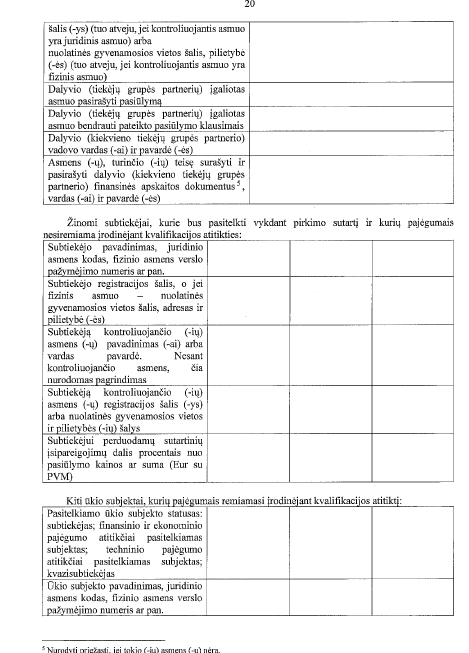 20
šalis (-ys) (tuo atveju, jei kontroliuojantis asmuo
yra juridinis asmuo) arba
nuolatinės gyvenamosios vietos šalis, pilietybė
(-ės) (tuo atveju, jei kontroliuojantis asmuo yra
fizinis asmuo)
Dalyvio (tiekėjų grupės partnerių) įgaliotas
asmuo pasirašyti pasiūlymą
Dalyvio (tiekėjų grupės partnerių) įgaliotas
asmuo bendrauti pateikto pasiūlymo klausimais
Dalyvio (kiekvieno tiekėjų grupės partnerio)
vadovo vardas (-ai) ir pavardė (-ės)
Asmens (-ų), turinčio (-ių) teisę surašyti ir
pasirašyti dalyvio (kiekvieno tiekėjų grupės
partnerio) finansinės apskaitos dokumentus⁵,
vardas (-ai) ir pavardė (-ės)
Žinomi subtiekėjai, kurie bus pasitelkti vykdant pirkimo sutartį ir kurių pajėgumais
nesiremiama įrodinėjant kvalifikacijos atitikties:
Subtiekėjo pavadinimas, juridinio
asmens kodas, fizinio asmens verslo
pažymėjimo numeris ar pan.
Subtiekėjo registracijos šalis, o jei
fizinis asmuo – nuolatinės
gyvenamosios vietos šalis, adresas ir
pilietybė (-ės)
Subtiekėją kontroliuojančio (-ių)
asmens (-ų) pavadinimas (-ai) arba
vardas pavardė. Nesant
kontroliuojančio asmens, čia
nurodomas pagrindimas
Subtiekėją kontroliuojančio (-ių)
asmens (-ų) registracijos šalis (-ys)
arba nuolatinės gyvenamosios vietos
ir pilietybės (-ių) šalys
Subtiekėjui perduodamų sutartinių
įsipareigojimų dalis procentais nuo
pasiūlymo kainos ar suma (Eur su
PVM)
Kiti ūkio subjektai, kurių pajėgumais remiamasi įrodinėjant kvalifikacijos atitiktį:
Pasitelkiamo ūkio subjekto statusas:
subtiekėjas; finansinio ir ekonominio
pajėgumo atitikčiai pasitelkiamas
subjektas; techninio pajėgumo
atitikčiai pasitelkiamas subjektas;
kvazisubtiekėjas
Ūkio subjekto pavadinimas, juridinio
asmens kodas, fizinio asmens verslo
pažymėjimo numeris ar pan.
⁵ Nurodyti priežastį, jei tokio (-ių) asmens (-ų) nėra.